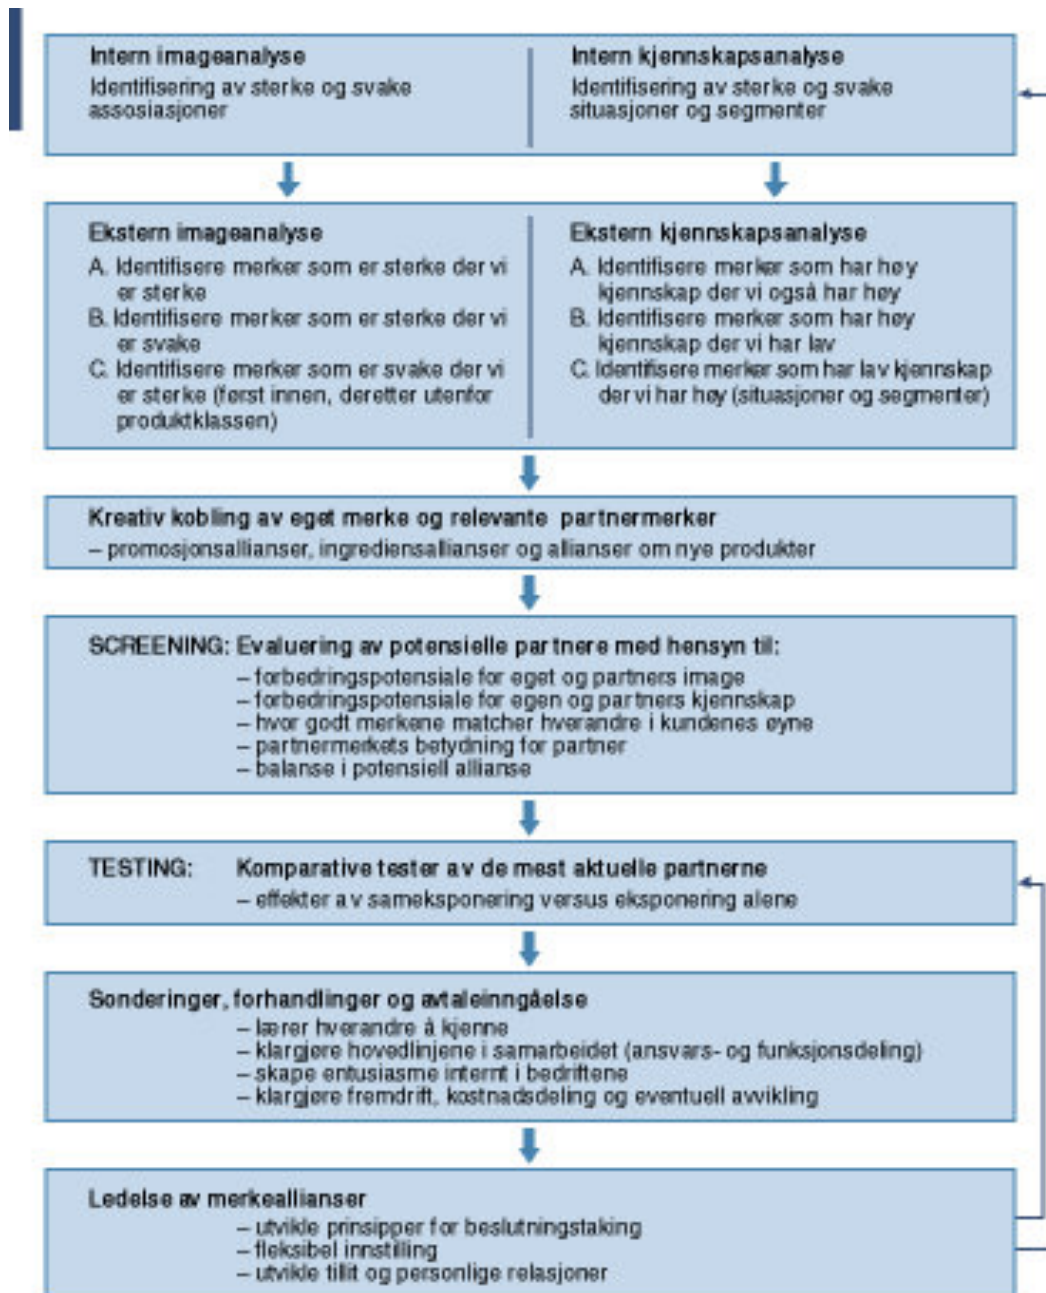 Intern imageanalyse
Identifisering av sterke og svake
assosiasjoner
Intern kjennskapsanalyse
Identifisering av sterke og svake
situasjoner og segmenter
Ekstern imageanalyse
A. Identifisere merker som er sterke der vi
er sterke
B. Identifisere merker som er sterke der vi
er svake
C. Identifisere merker som er svake der vi
er sterke (først innen, deretter utenfor
produktklassen)
Ekstern kjennskapsanalyse
A. Identifisere merker som har høy
kjennskap der vi også har høy
B. Identifisere merker som har høy
kjennskap der vi har lav
C. Identifisere merker som har lav kjennskap
der vi har høy (situasjoner og segmenter)
Kreativ kobling av eget merke og relevante partnermerker
– promosjonsallianser, ingrediensallianser og allianser om nye produkter
SCREENING: Evaluering av potensielle partnere med hensyn til:
– forbedringspotensiale for eget og partners image
– forbedringspotensiale for egen og partners kjennskap
– hvor godt merkene matcher hverandre i kundenes øyne
– partnermerkets betydning for partner
– balanse i potensiell allianse
TESTING: Komparative tester av de mest aktuelle partnerne
– effekter av sameksponering versus eksponering alene
Sonderinger, forhandlinger og avtaleinngåelse
– lærer hverandre å kjenne
– klargjøre hovedlinjene i samarbeidet (ansvars- og funksjonsdeling)
– skape entusiasme internt i bedriftene
– klargjøre fremdrift, kostnadsdeling og eventuell avvikling
Ledelse av merkeallianser
– utvikle prinsipper for beslutningstaking
– fleksibel innstilling
– utvikle tillit og personlige relasjoner